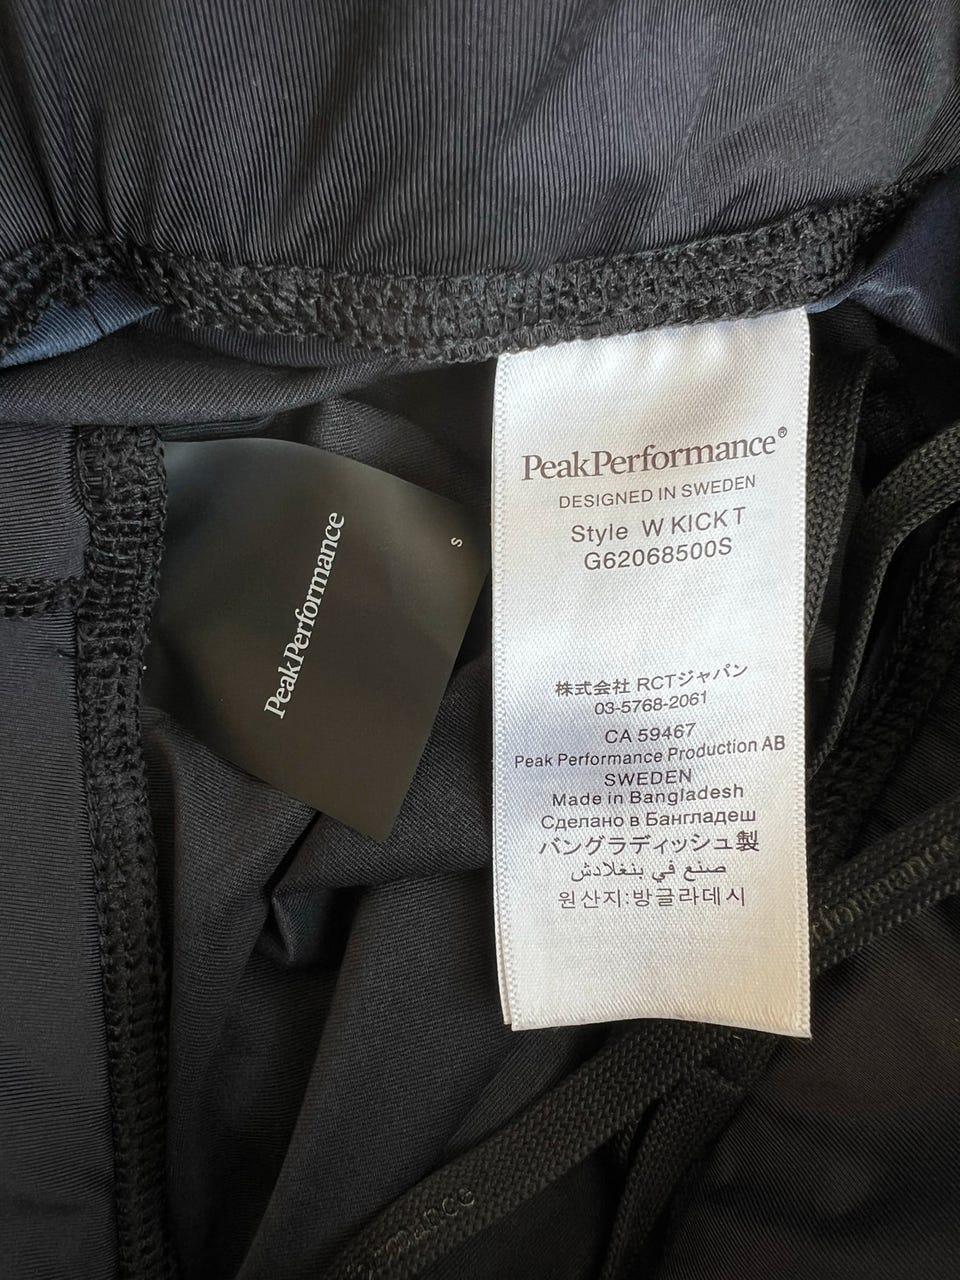 PeakPerformance®
DESIGNED IN SWEDEN
Style W KICK T
G62068500S
株式会社 RCTジャパン
03-5768-2061
CA 59467
Peak Performance Production AB
SWEDEN
Made in Bangladesh
Сделано в Бангладеш
バングラディッシュ製
صنع في بنغلادش
원산지:방글라데시
PeakPerformance
S